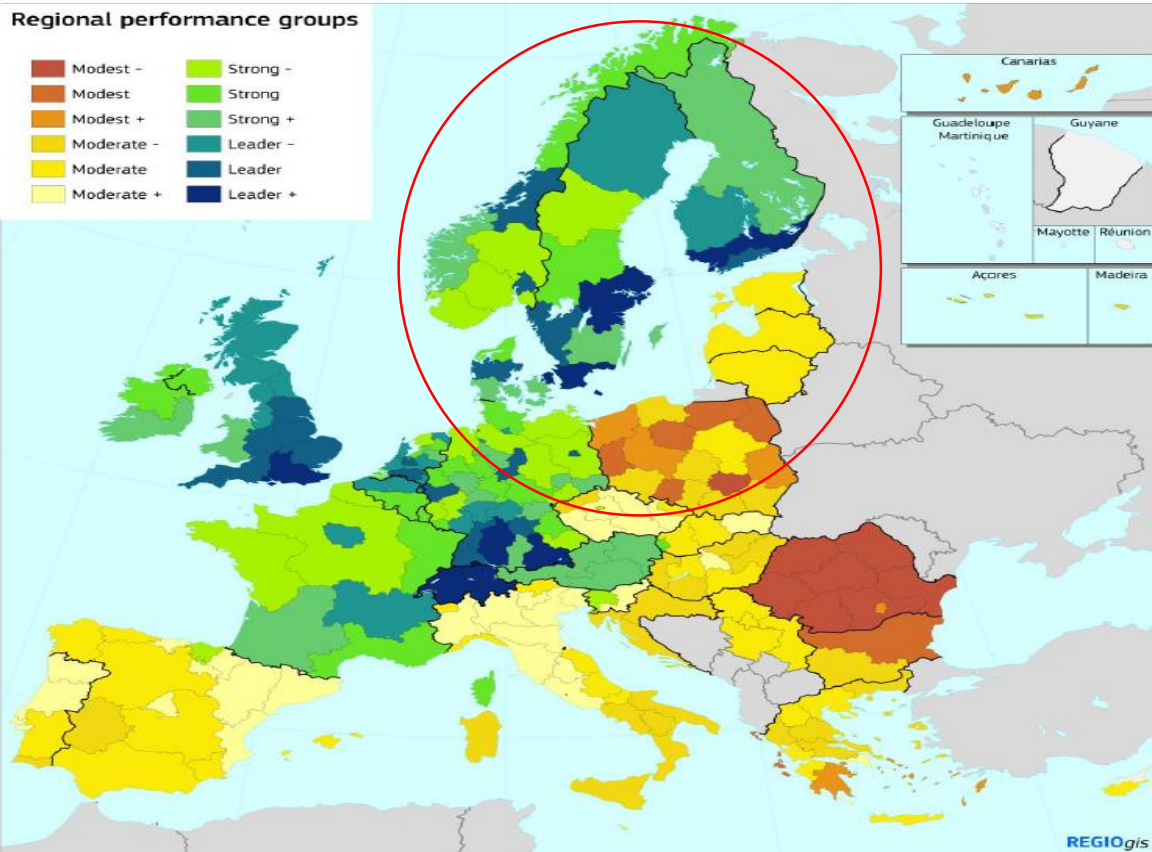 Regional performance groups
Modest -
Modest
Modest +
Moderate -
Moderate
Moderate +
Strong -
Strong
Strong +
Leader -
Leader
Leader +
Canarias
Guadeloupe
Martinique
Guyane
Mayotte
Réunion
Açores
Madeira
REGIOgis